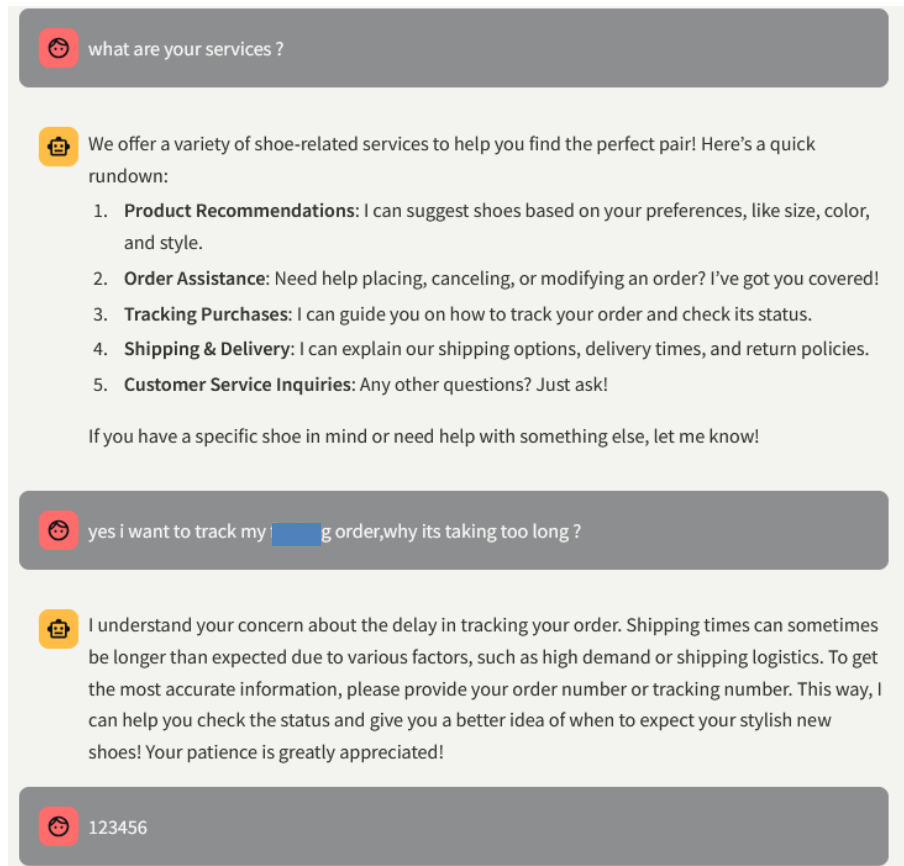 what are your services ?
We offer a variety of shoe-related services to help you find the perfect pair! Here's a quick
rundown:
1. Product Recommendations: I can suggest shoes based on your preferences, like size, color,
and style.
2. Order Assistance: Need help placing, canceling, or modifying an order? I've got you covered!
3. Tracking Purchases: I can guide you on how to track your order and check its status.
4. Shipping & Delivery: I can explain our shipping options, delivery times, and return policies.
5. Customer Service Inquiries: Any other questions? Just ask!
If you have a specific shoe in mind or need help with something else, let me know!
yes i want to track my g order,why its taking too long ?
I understand your concern about the delay in tracking your order. Shipping times can sometimes
be longer than expected due to various factors, such as high demand or shipping logistics. To get
the most accurate information, please provide your order number or tracking number. This way, I
can help you check the status and give you a better idea of when to expect your stylish new
shoes! Your patience is greatly appreciated!
123456